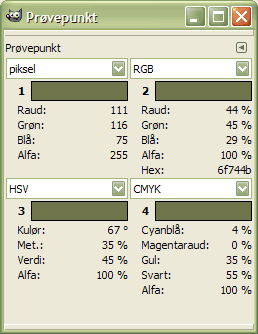 Prøvepunkt
Prøvepunkt
piksel RGB
1 2
Raud: 111 Raud: 44 %
Grøn: 116 Grøn: 45 %
Blå: 75 Blå: 29 %
Alfa: 255 Alfa: 100 %
Hex: 6f744b
HSV CMYK
3 4
Kulør: 67 ° Cyanblå: 4 %
Met.: 35 % Magentaraud: 0 %
Verdi: 45 % Gul: 35 %
Alfa: 100 % Svart: 55 %
Alfa: 100 %